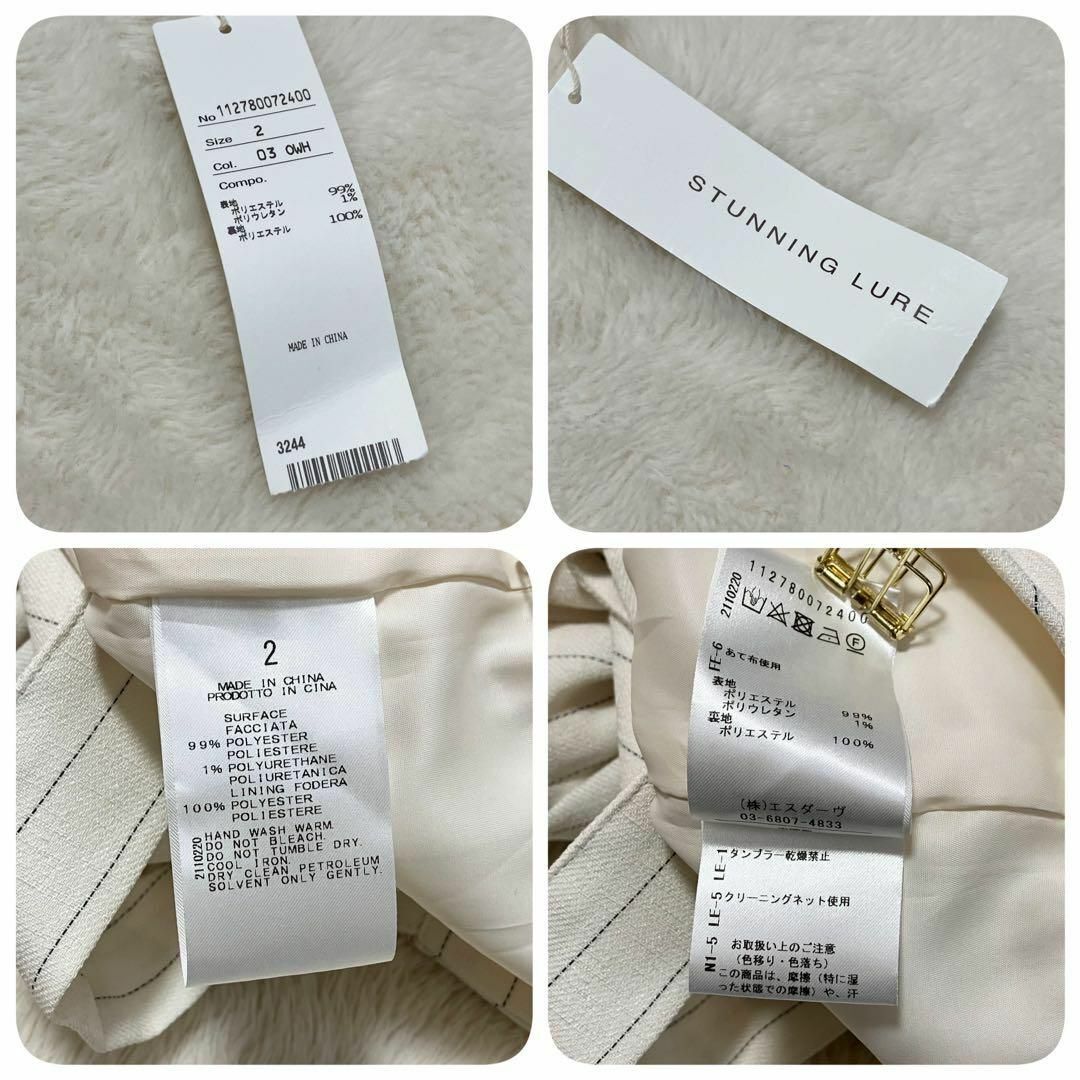 No 112780072400
Size 2
Col. 03 OWH
Compo.
表地
ポリエステル 99%
ポリウレタン 1%
裏地
ポリエステル 100%
MADE IN CHINA
3244
STUNNING LURE
2
MADE IN CHINA
PRODOTTO IN CINA
SURFACE
FACCIATA
99% POLYESTER
POLIESTERE
1% POLYURETHANE
POLIURETANICA
LINING FODERA
100% POLYESTER
POLIESTERE
HAND WASH WARM.
DO NOT BLEACH.
DO NOT TUMBLE DRY.
COOL IRON.
DRY CLEAN PETROLEUM
SOLVENT ONLY GENTLY.
2110220
2110220
112780072400
F
FE-6 あて布使用
表地
ポリエステル 99%
ポリウレタン 1%
裏地
ポリエステル 100%
(株)エスダーヴ
03-6807-4833
LE-1 タンブラー乾燥禁止
LE-5 クリーニングネット使用
N1-5 お取扱い上のご注意
(色移り・色落ち)
この商品は、摩擦(特に湿
った状態での摩擦)や、汗